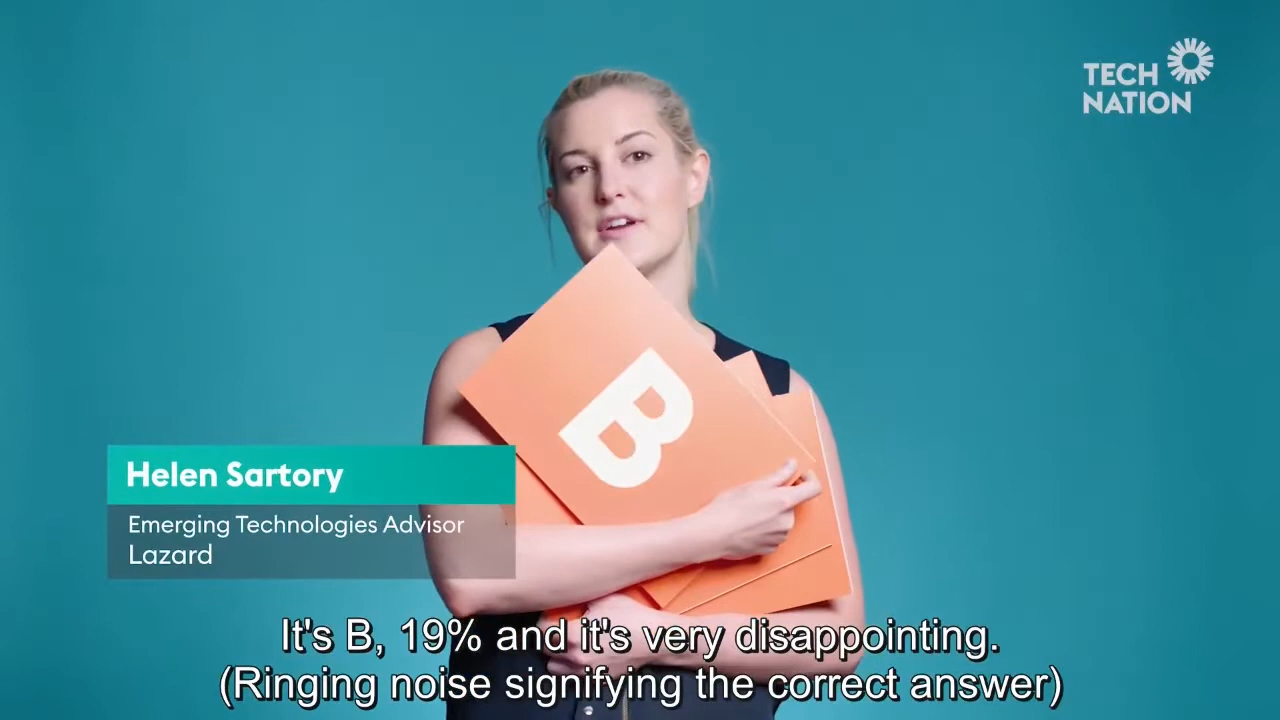 TECH
NATION
B
Helen Sartory
Emerging Technologies Advisor
Lazard
It's B, 19% and it's very disappointing.
(Ringing noise signifying the correct answer)